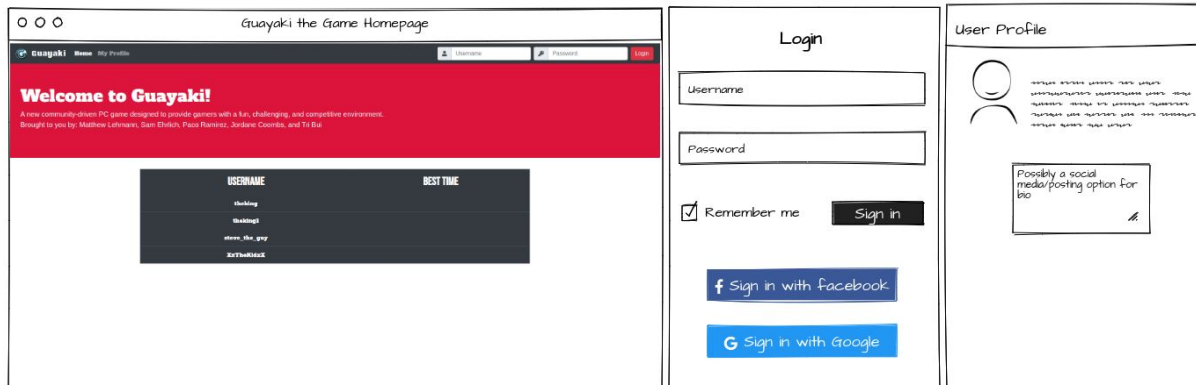 Guayaki the Game Homepage
Guayaki Home My Profile Username Password Login
Welcome to Guayaki!
A new community-driven PC game designed to provide gamers with a fun, challenging, and competitive environment.
Brought to you by: Matthew Lehmann, Sam Ehrlich, Paco Ramirez, Jordane Coombs, and Tri Bui
USERNAME BEST TIME
theking
theking2
steve_the_guy
XxTheKidxX
Login
Username
Password
Remember me Sign in
f Sign in with facebook
G Sign in with Google
User Profile
Possibly a social
media/posting option for
bio